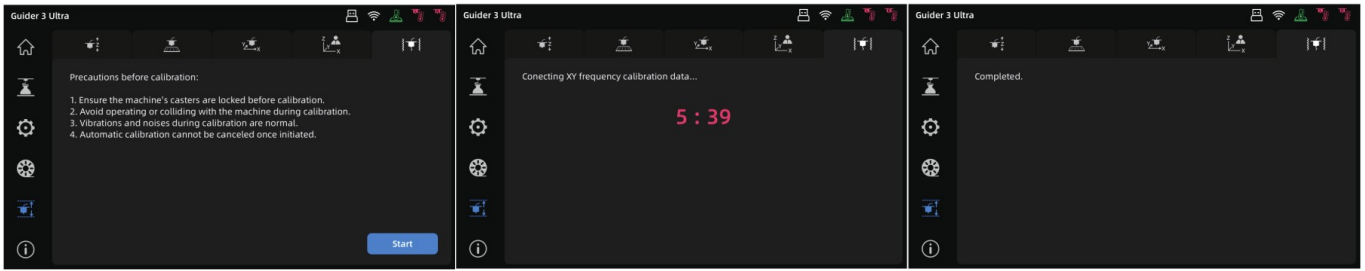 Guider 3 Ultra
Precautions before calibration:
1. Ensure the machine's casters are locked before calibration.
2. Avoid operating or colliding with the machine during calibration.
3. Vibrations and noises during calibration are normal.
4. Automatic calibration cannot be canceled once initiated.
Start
Guider 3 Ultra
Conecting XY frequency calibration data...
5 : 39
Guider 3 Ultra
Completed.